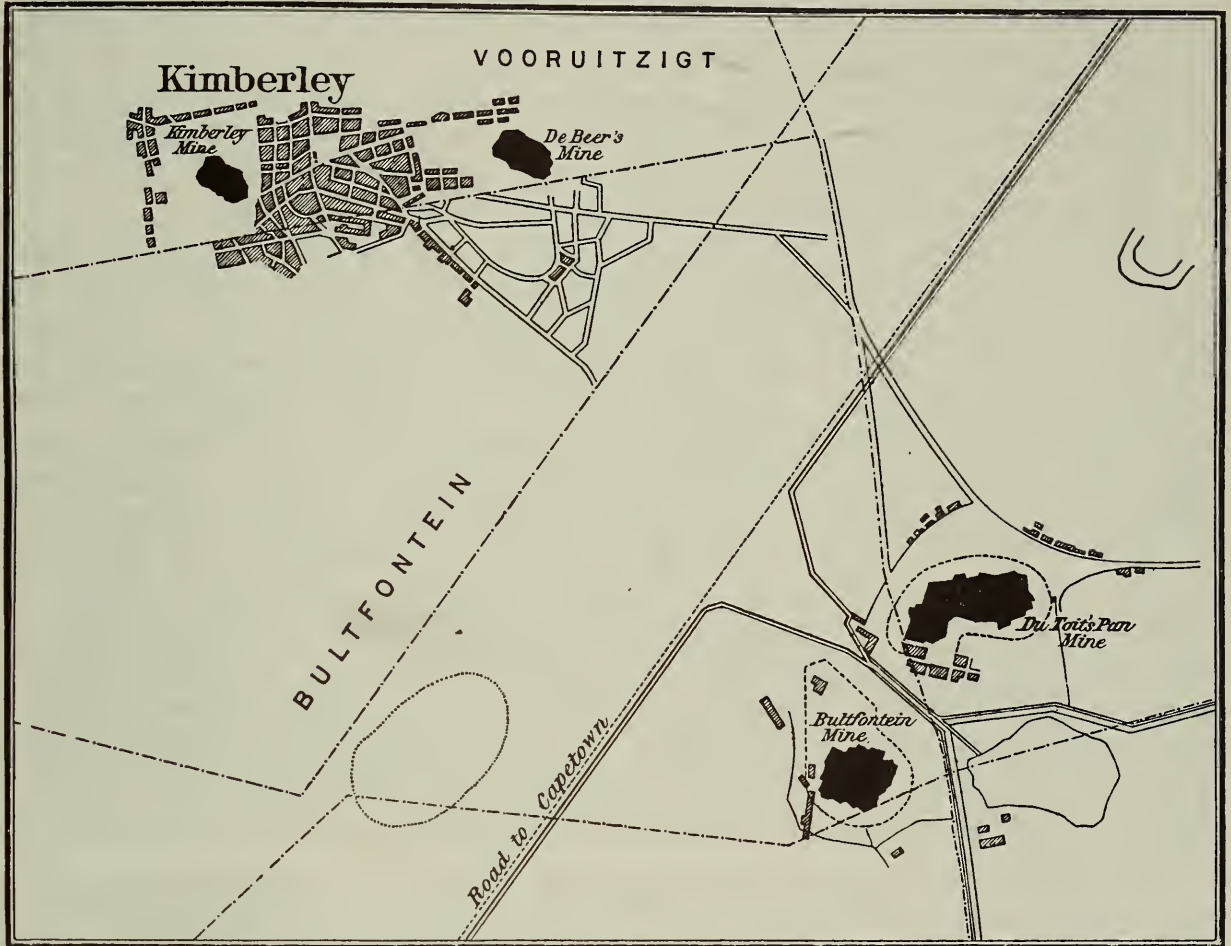 VOORUITZIGT
Kimberley
Kimberley
Mine
De Beer's
Mine
BULTFONTEIN
Du Toit's Pan
Mine
Bultfontein
Mine
Road to Capetown